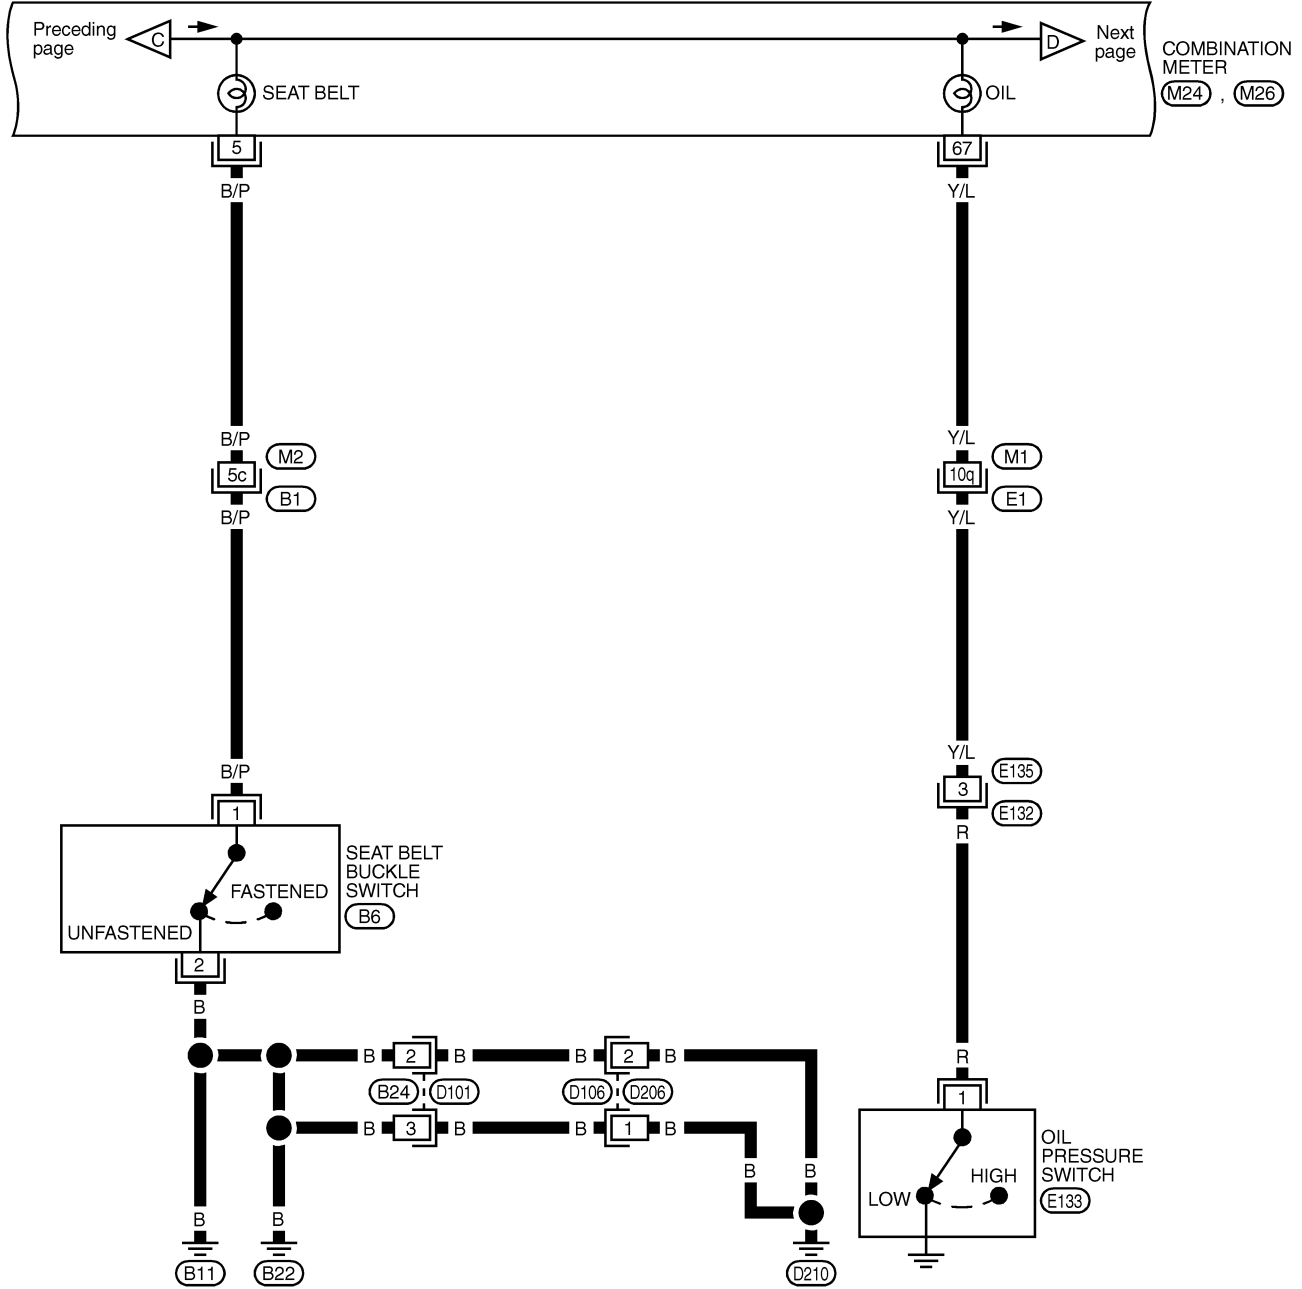 Preceding
page
C
D
Next
page
COMBINATION
METER
M24 , M26
SEAT BELT
OIL
5
67
B/P
Y/L
B/P
Y/L
M2
M1
5c
10q
B1
E1
B/P
Y/L
B/P
Y/L
E135
3
E132
R
1
SEAT BELT
BUCKLE
SWITCH
B6
FASTENED
UNFASTENED
2
B
B 2 B
B 2 B
R
B24 D101
D106 D206
B 3 B
B 1 B
1
OIL
PRESSURE
SWITCH
E133
HIGH
LOW
B
B
B
B
B11
B22
D210